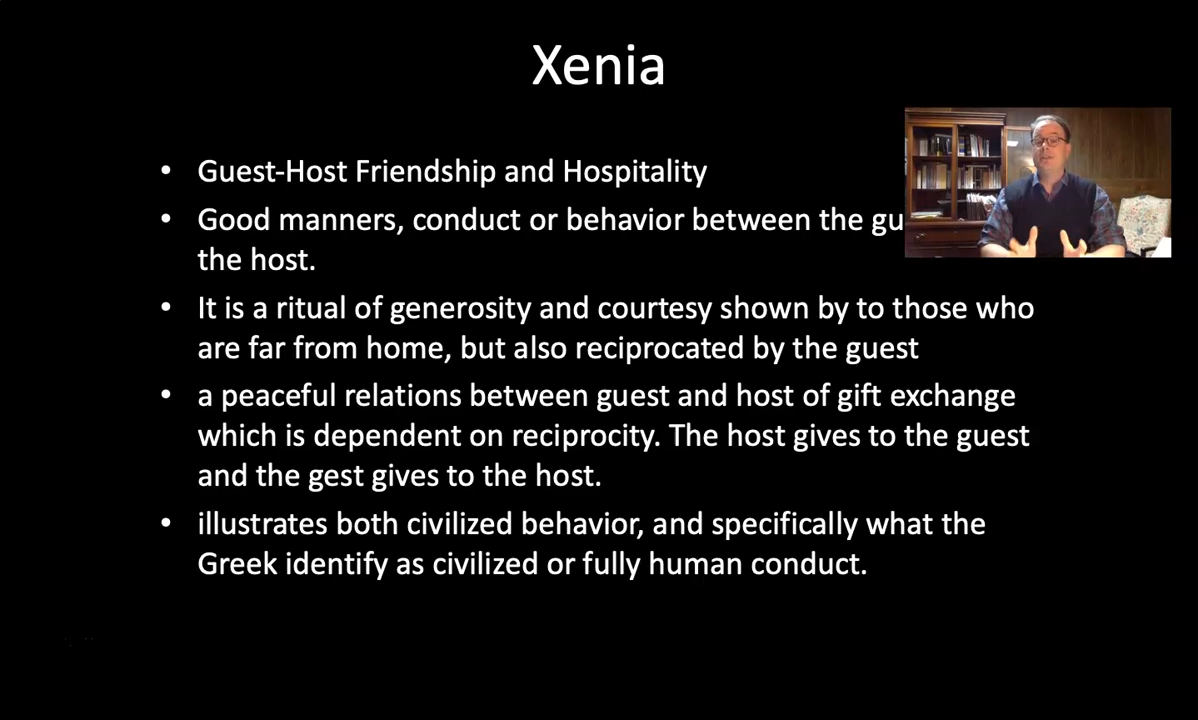 Xenia
• Guest-Host Friendship and Hospitality
• Good manners, conduct or behavior between the gu
the host.
• It is a ritual of generosity and courtesy shown by to those who
are far from home, but also reciprocated by the guest
• a peaceful relations between guest and host of gift exchange
which is dependent on reciprocity. The host gives to the guest
and the gest gives to the host.
• illustrates both civilized behavior, and specifically what the
Greek identify as civilized or fully human conduct.